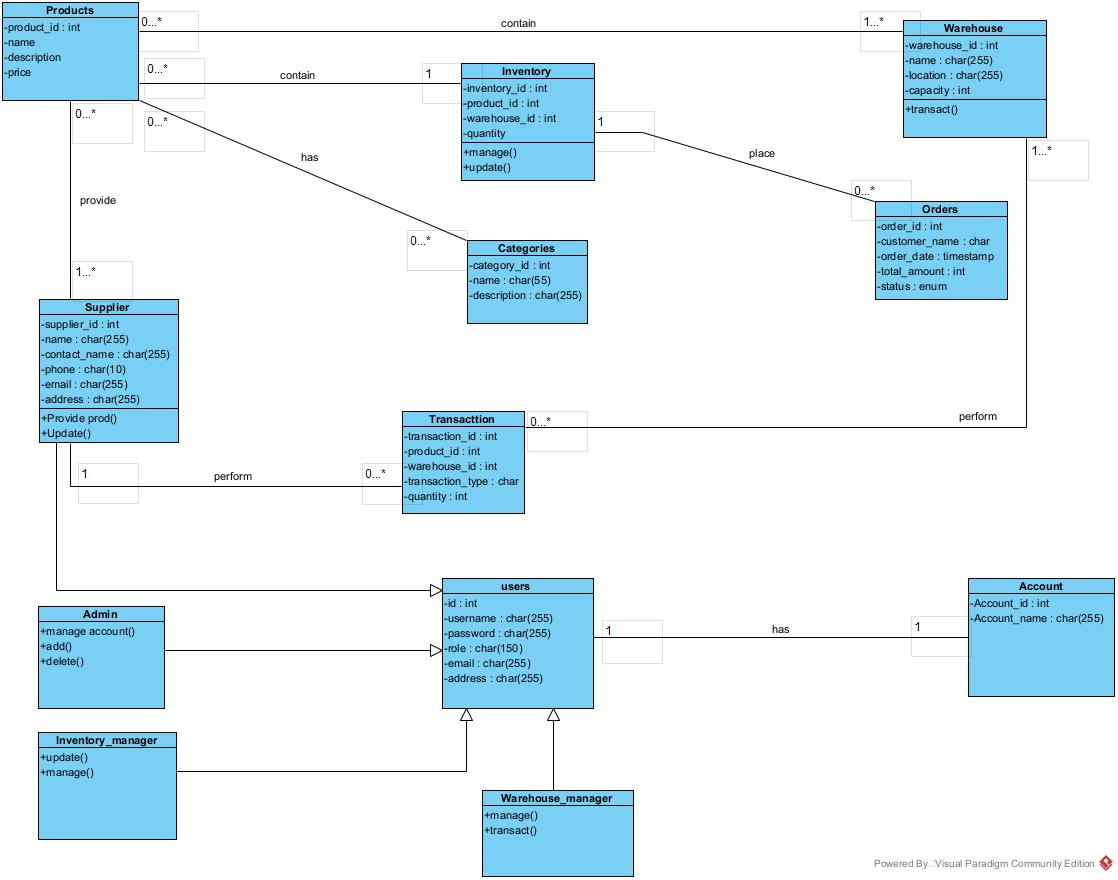 Products
-product_id : int
-name
-description
-price
0...*
contain
1...*
Warehouse
-warehouse_id : int
-name : char(255)
-location : char(255)
-capacity : int
+transact()
0...*
contain
1
Inventory
-inventory_id : int
-product_id : int
-warehouse_id : int
-quantity
+manage()
+update()
0...*
0...*
has
0...*
Categories
-category_id : int
-name : char(55)
-description : char(255)
1
place
0...*
Orders
-order_id : int
-customer_name : char
-order_date : timestamp
-total_amount : int
-status : enum
1...*
provide
1...*
Supplier
-supplier_id : int
-name : char(255)
-contact_name : char(255)
-phone : char(10)
-email : char(255)
-address : char(255)
+Provide prod()
+Update()
Transacttion
-transaction_id : int
-product_id : int
-warehouse_id : int
-transaction_type : char
-quantity : int
0...*
perform
1
perform
0...*
users
-id : int
-username : char(255)
-password : char(255)
-role : char(150)
-email : char(255)
-address : char(255)
1
has
1
Account
-Account_id : int
-Account_name : char(255)
Admin
+manage account()
+add()
+delete()
Inventory_manager
+update()
+manage()
Warehouse_manager
+manage()
+transact()
Powered By Visual Paradigm Community Edition